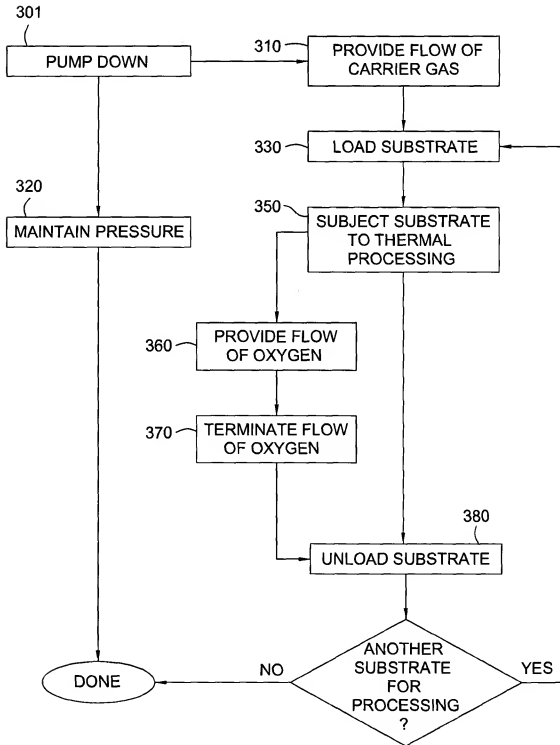 301
PUMP DOWN
310
PROVIDE FLOW OF
CARRIER GAS
330
LOAD SUBSTRATE
320
MAINTAIN PRESSURE
350
SUBJECT SUBSTRATE
TO THERMAL
PROCESSING
360
PROVIDE FLOW
OF OXYGEN
370
TERMINATE FLOW
OF OXYGEN
380
UNLOAD SUBSTRATE
ANOTHER
SUBSTRATE
FOR
PROCESSING
?
NO
YES
DONE